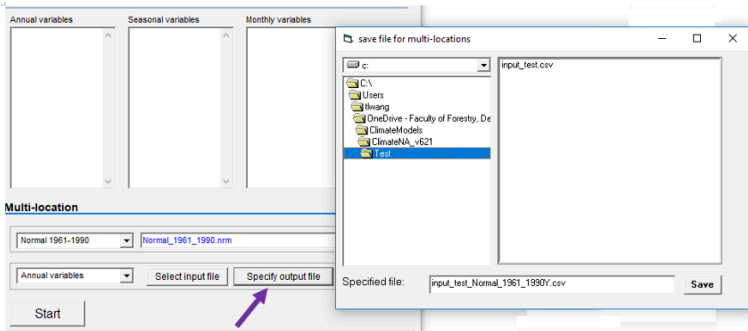 Annual variables Seasonal variables Monthly variables
Multi-location
Normal 1961-1990 Normal_1961_1990.nrm
Annual variables Select input file Specify output file
Start
save file for multi-locations
c:
C:\
Users
tlwang
OneDrive - Faculty of Forestry, De
ClimateModels
ClimateNA_v621
Test
input_test.csv
Specified file: input_test_Normal_1961_1990Y.csv Save